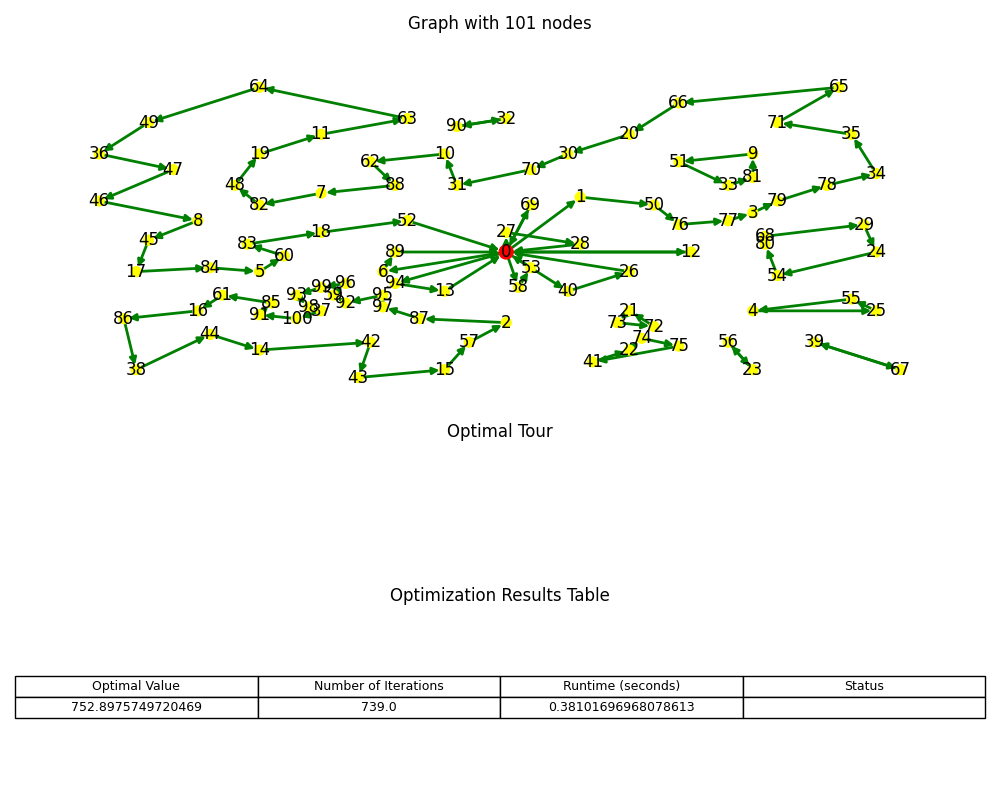 Graph with 101 nodes
64 65
66
63 32
49 90 71
11 20 35
36 19 10 30 9
62 51
47 70 34
48 88 31 33 81 78
7
46 82 69 1 50 79
8 52 3
76 77 29
18 27 68
45 83 28 80
60 89 0 12 24
17 84 5 6 53 26 54
94
99 96 13 58 40
61 93 59 95 55
85 98 92 97
16 91 37 21 4 25
86 100 87 2 73 72
44 74
14 42 57 22 75 56 39
38 43 15 41 23 67
Optimal Tour
Optimization Results Table
Optimal Value Number of Iterations Runtime (seconds) Status
752.8975749720469 739.0 0.38101696968078613